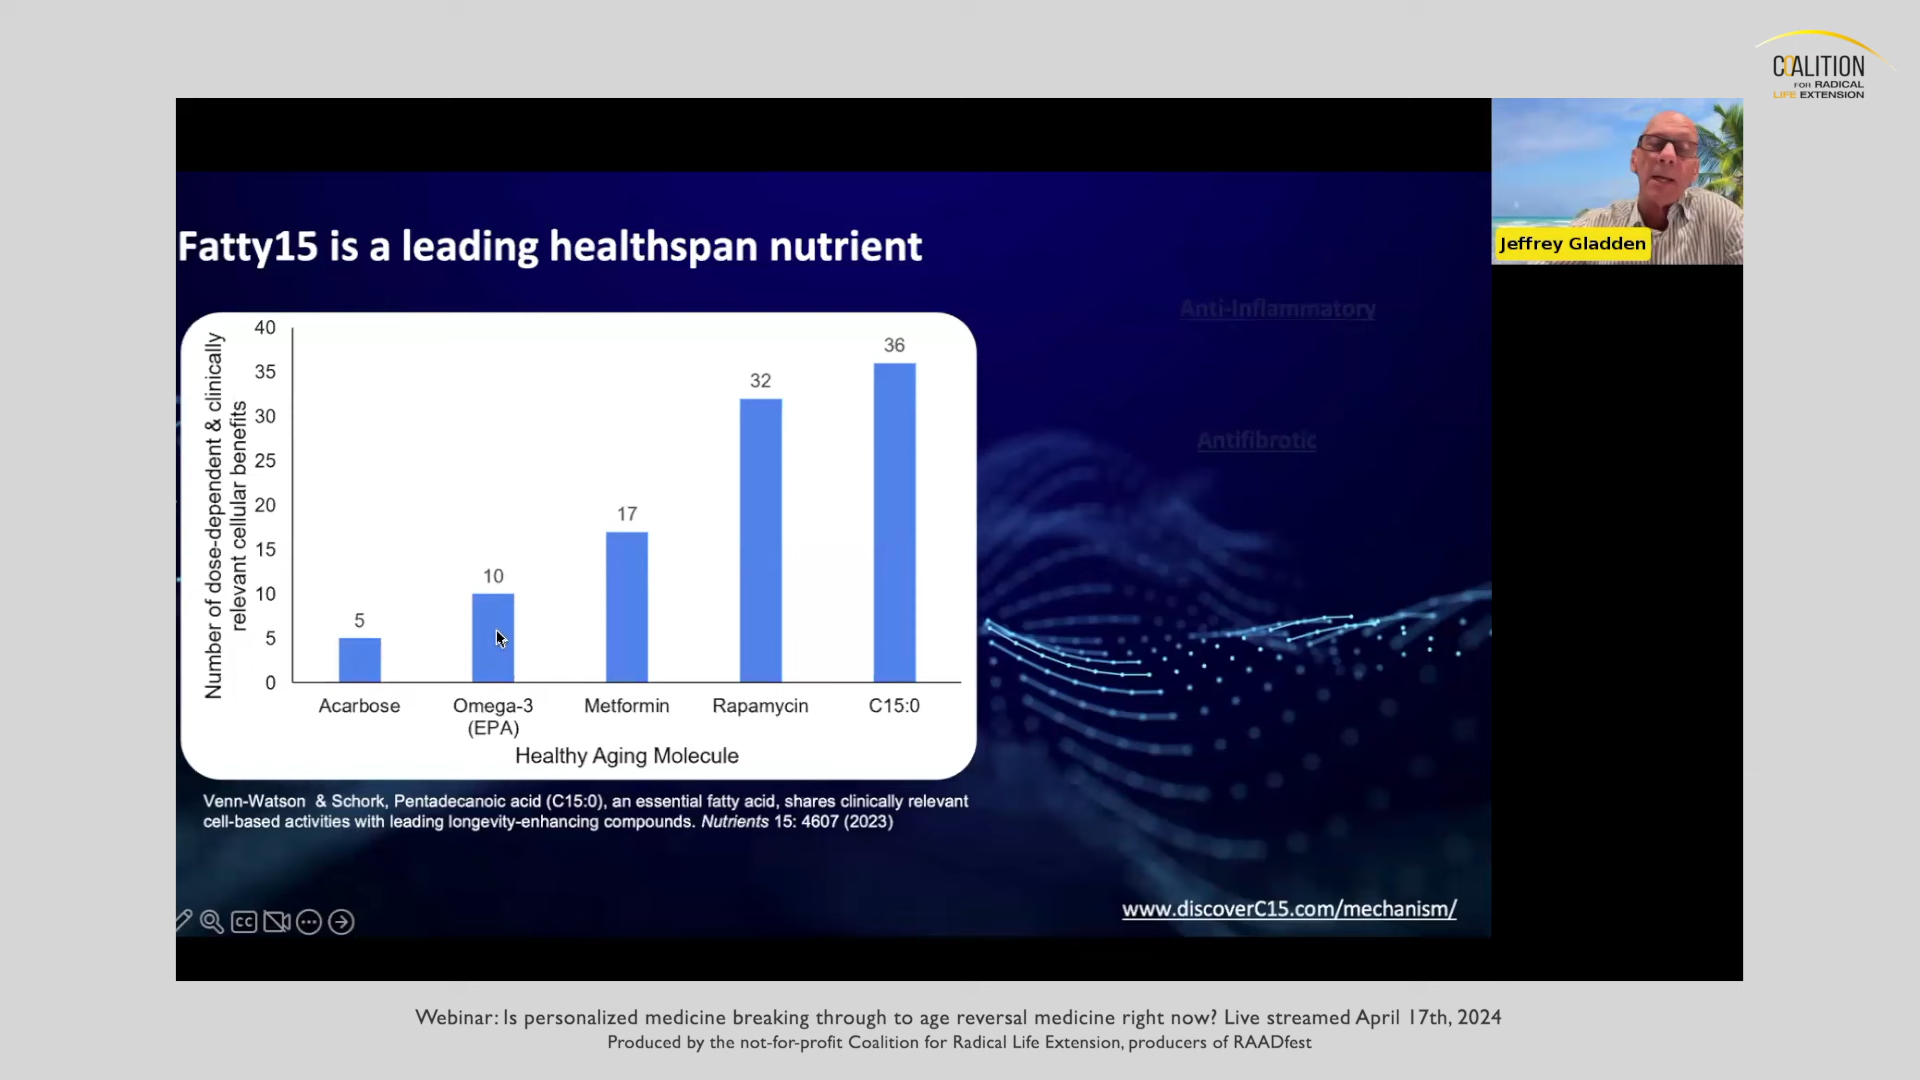 COALITION
FOR RADICAL
LIFE EXTENSION
Jeffrey Gladden
Fatty15 is a leading healthspan nutrient
Number of dose-dependent & clinically
relevant cellular benefits
40
35
30
25
20
15
10
5
0
5
10
17
32
36
Acarbose
Omega-3
(EPA)
Metformin
Rapamycin
C15:0
Healthy Aging Molecule
Anti-Inflammatory
Antifibrotic
Venn-Watson & Schork, Pentadecanoic acid (C15:0), an essential fatty acid, shares clinically relevant
cell-based activities with leading longevity-enhancing compounds. Nutrients 15: 4607 (2023)
www.discoverC15.com/mechanism/
CC
Webinar: Is personalized medicine breaking through to age reversal medicine right now? Live streamed April 17th, 2024
Produced by the not-for-profit Coalition for Radical Life Extension, producers of RAADfest